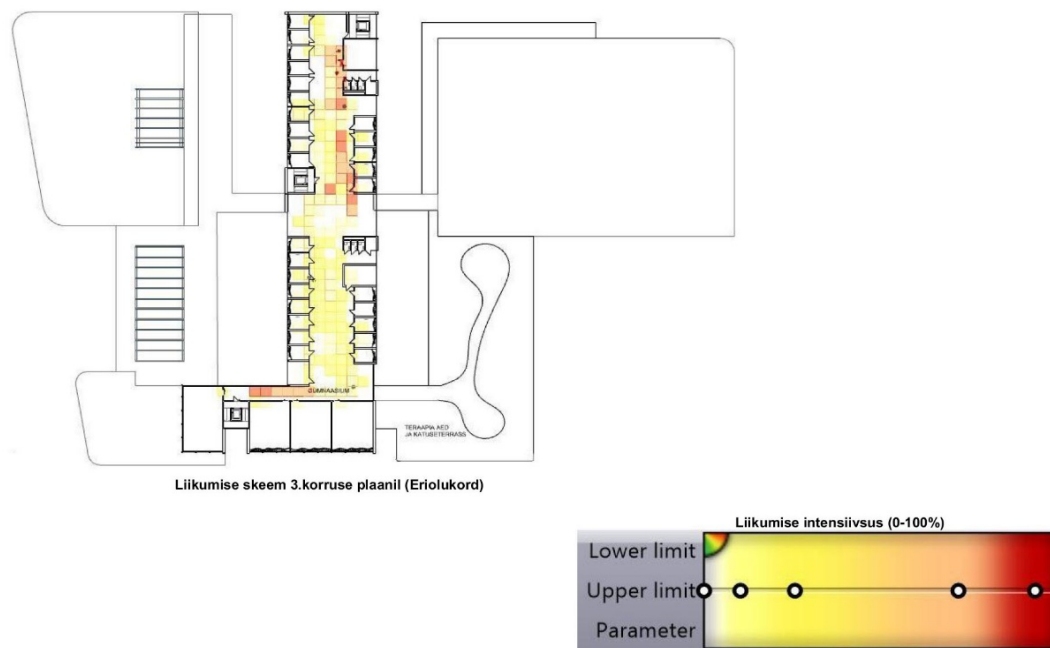 GUMNAASIUM
TERAAPIA AED
JA KATUSETERRASS
Liikumise skeem 3.korruse plaanil (Eriolukord)
Liikumise intensiivsus (0-100%)
Lower limit
Upper limit
Parameter